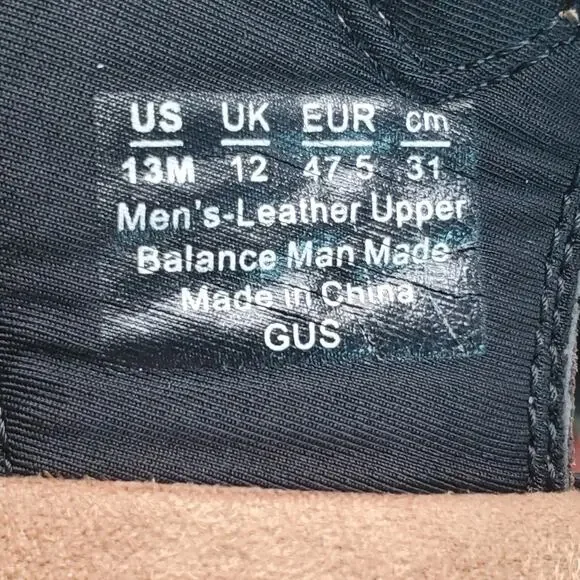 US UK EUR cm
13M 12 47.5 31
Men's-Leather Upper
Balance Man Made
Made in China
GUS